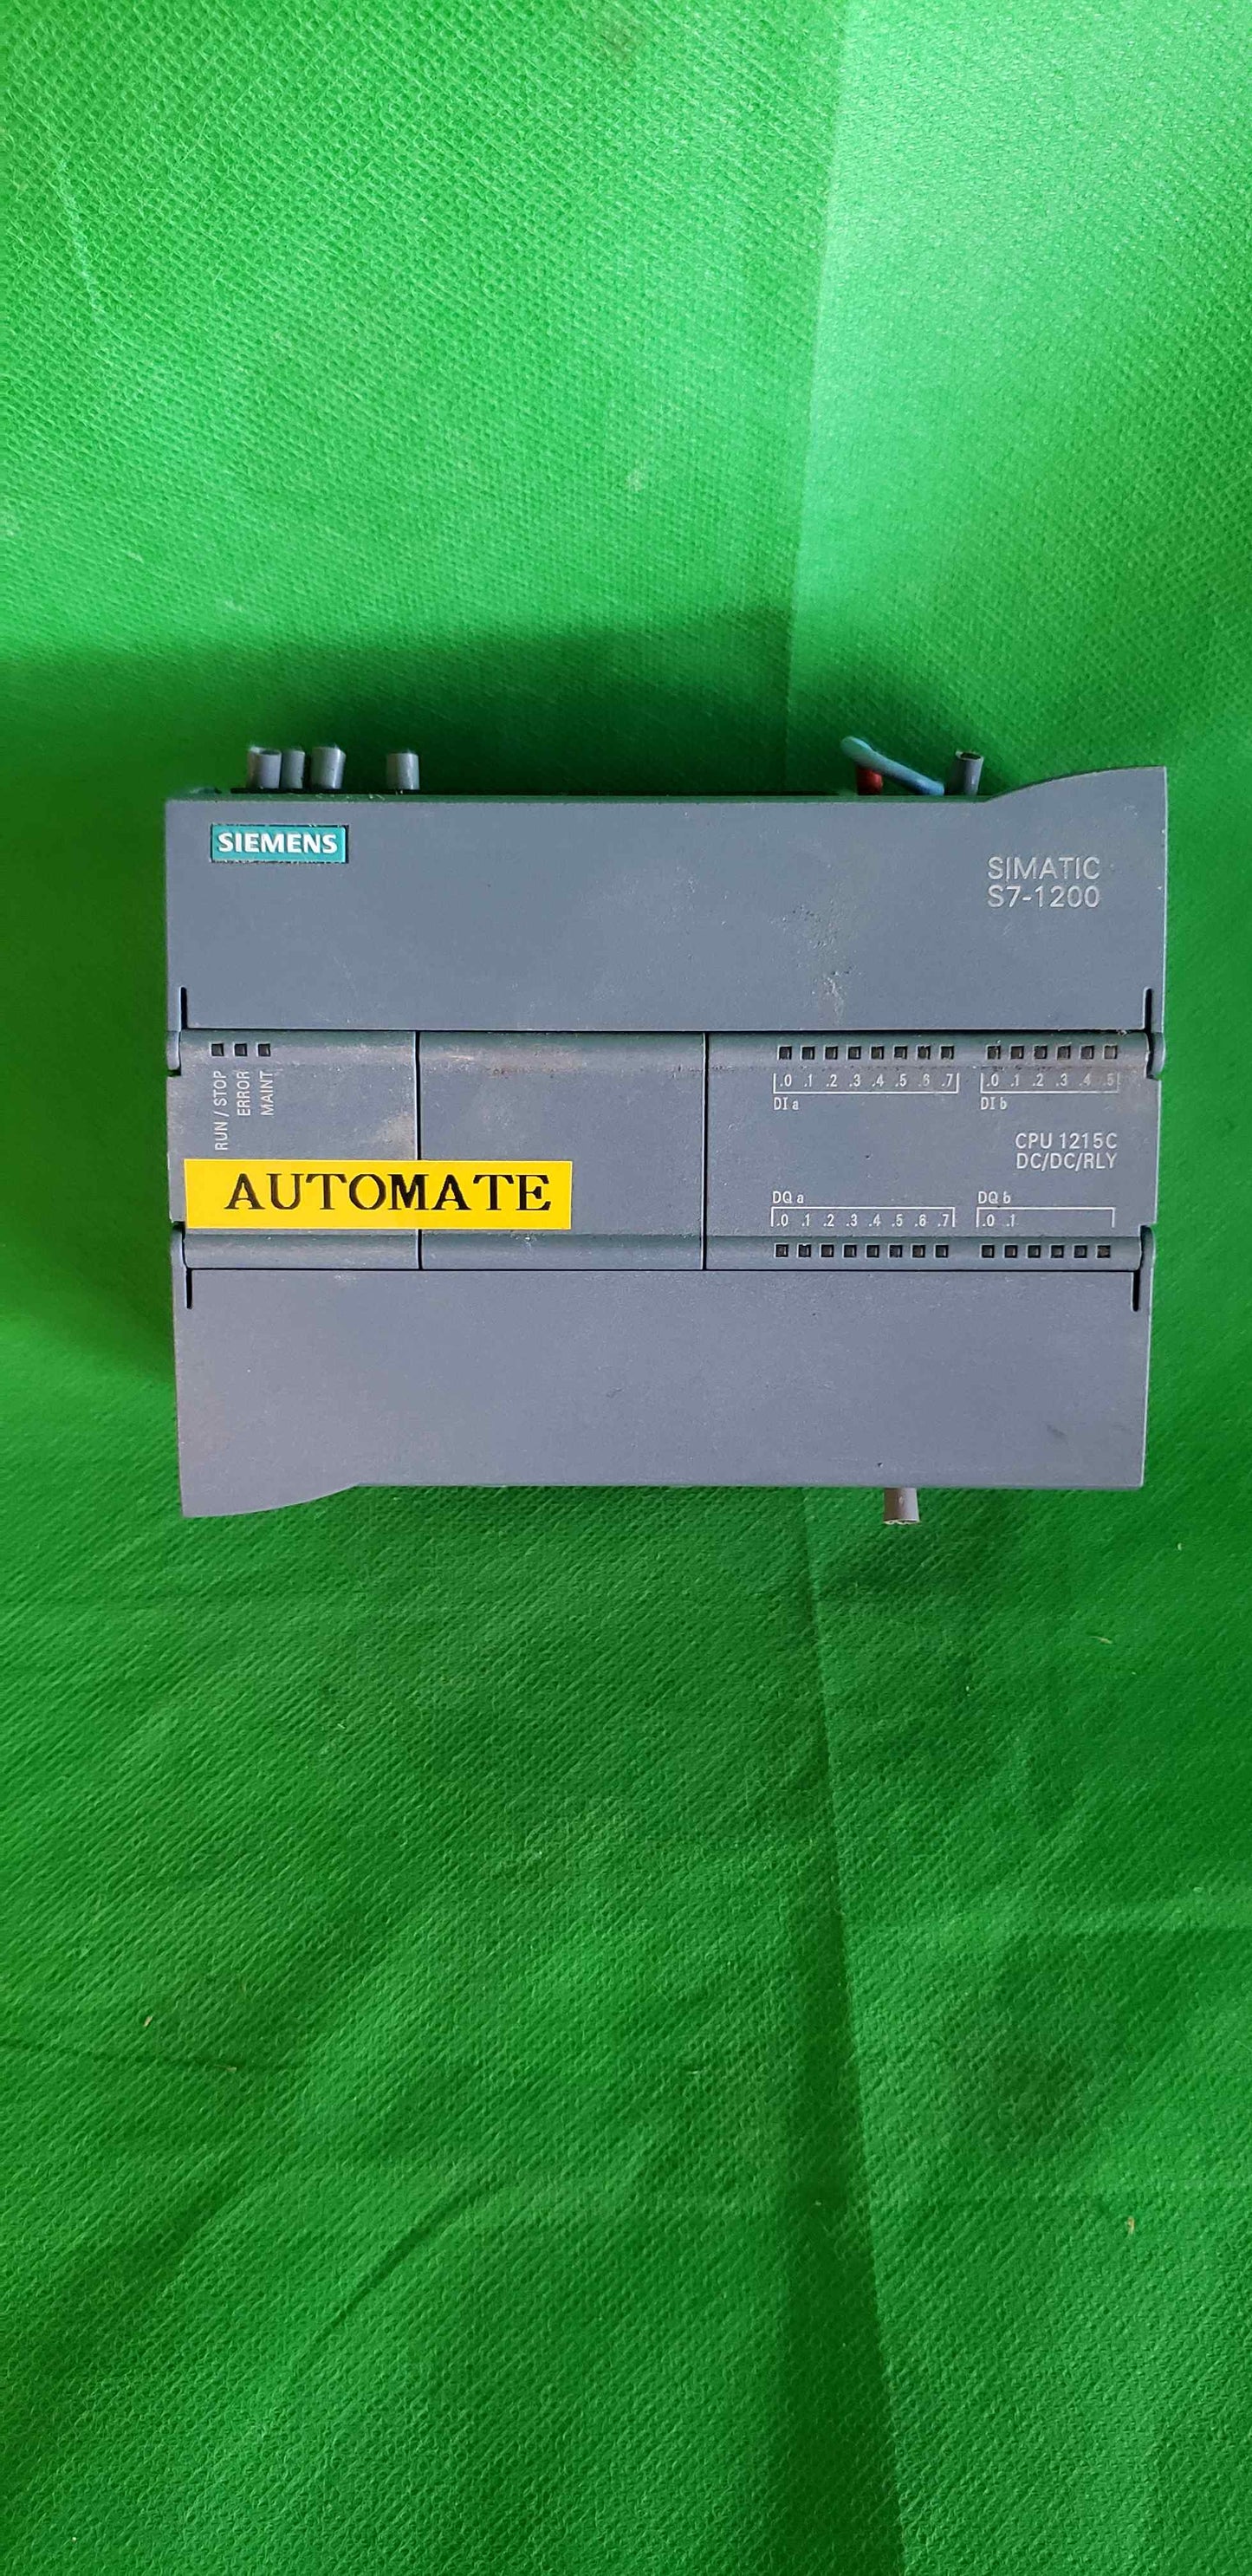 SIEMENS
SIMATIC
S7-1200
RUN / STOP
ERROR
MAINT
.0 .1 .2 .3 .4 .5 .6 .7
.0 .1 .2 .3 .4 .5
DI a
DI b
CPU 1215C
DC/DC/RLY
AUTOMATE
DQ a
DQ b
.0 .1 .2 .3 .4 .5 .6 .7
.0 .1